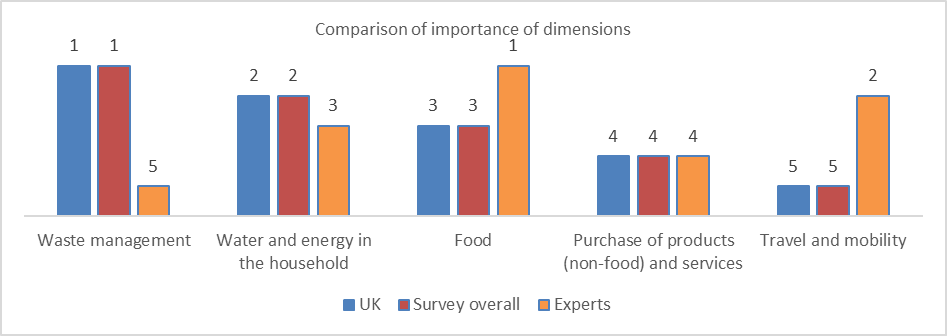 Comparison of importance of dimensions
1 1 5
2 2 3
3 3 1
4 4 4
5 5 2
Waste management
Water and energy in
the household
Food
Purchase of products
(non-food) and services
Travel and mobility
UK Survey overall Experts